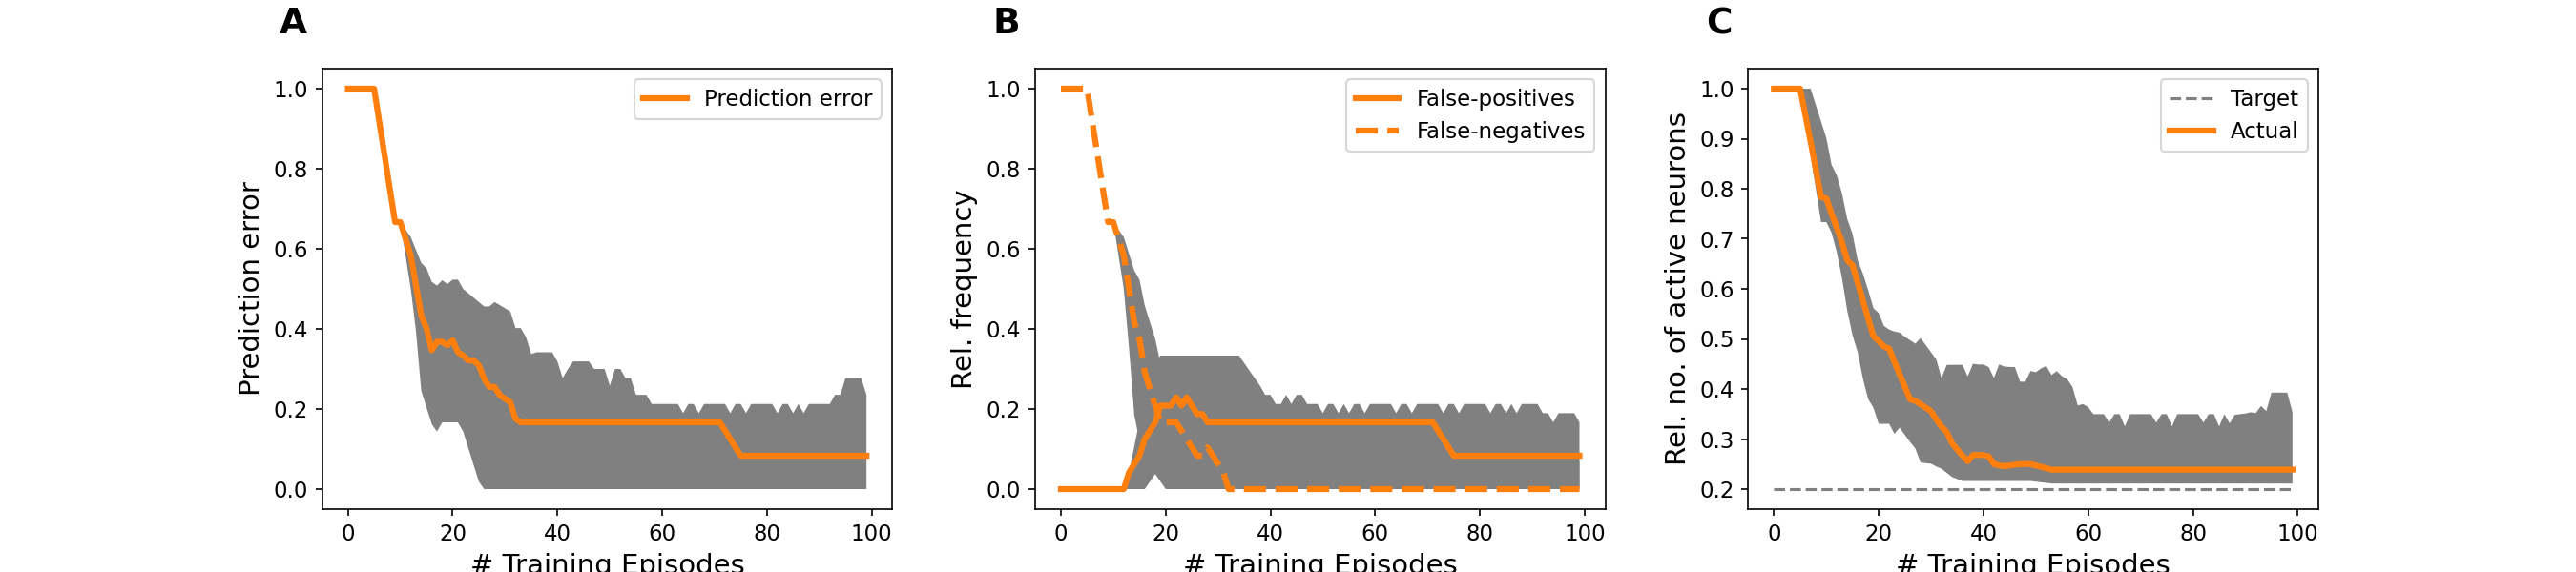 A
Prediction error
1.0
0.8
0.6
0.4
0.2
0.0
Prediction error
0 20 40 60 80 100
# Training Episodes
B
False-positives
False-negatives
1.0
0.8
0.6
0.4
0.2
0.0
Rel. frequency
0 20 40 60 80 100
# Training Episodes
C
Target
Actual
1.0
0.9
0.8
0.7
0.6
0.5
0.4
0.3
0.2
Rel. no. of active neurons
0 20 40 60 80 100
# Training Episodes